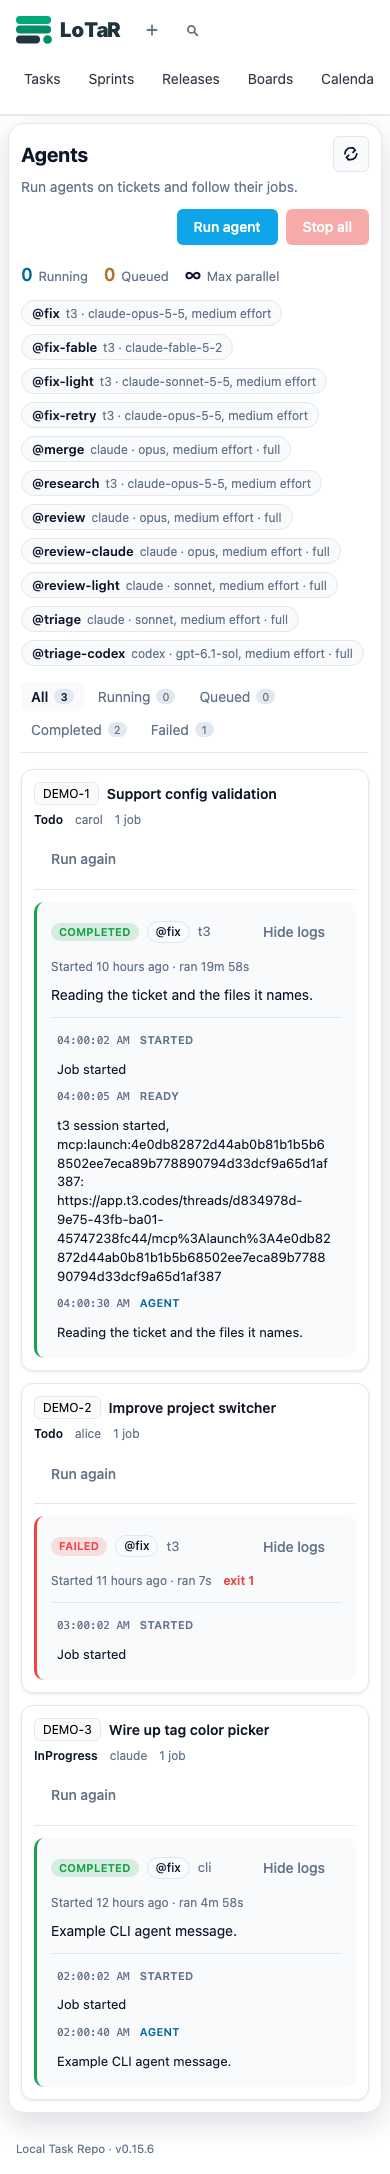 LoTaR
Tasks Sprints Releases Boards Calenda
Agents
Run agents on tickets and follow their jobs.
Run agent Stop all
0 Running 0 Queued ∞ Max parallel
@fix t3 · claude-opus-5-5, medium effort
@fix-fable t3 · claude-fable-5-2
@fix-light t3 · claude-sonnet-5-5, medium effort
@fix-retry t3 · claude-opus-5-5, medium effort
@merge claude · opus, medium effort · full
@research t3 · claude-opus-5-5, medium effort
@review claude · opus, medium effort · full
@review-claude claude · opus, medium effort · full
@review-light claude · sonnet, medium effort · full
@triage claude · sonnet, medium effort · full
@triage-codex codex · gpt-6.1-sol, medium effort · full
All 3 Running 0 Queued 0
Completed 2 Failed 1
DEMO-1 Support config validation
Todo carol 1 job
Run again
COMPLETED @fix t3 Hide logs
Started 10 hours ago · ran 19m 58s
Reading the ticket and the files it names.
04:00:02 AM STARTED
Job started
04:00:05 AM READY
t3 session started,
mcp:launch:4e0db82872d44ab0b81b1b5b6
8502ee7eca89b778890794d33dcf9a65d1af
387:
https://app.t3.codes/threads/d834978d-
9e75-43fb-ba01-
45747238fc44/mcp%3Alaunch%3A4e0db82
872d44ab0b81b1b5b68502ee7eca89b7788
90794d33dcf9a65d1af387
04:00:30 AM AGENT
Reading the ticket and the files it names.
DEMO-2 Improve project switcher
Todo alice 1 job
Run again
FAILED @fix t3 Hide logs
Started 11 hours ago · ran 7s exit 1
03:00:02 AM STARTED
Job started
DEMO-3 Wire up tag color picker
InProgress claude 1 job
Run again
COMPLETED @fix cli Hide logs
Started 12 hours ago · ran 4m 58s
Example CLI agent message.
02:00:02 AM STARTED
Job started
02:00:40 AM AGENT
Example CLI agent message.
Local Task Repo · v0.15.6